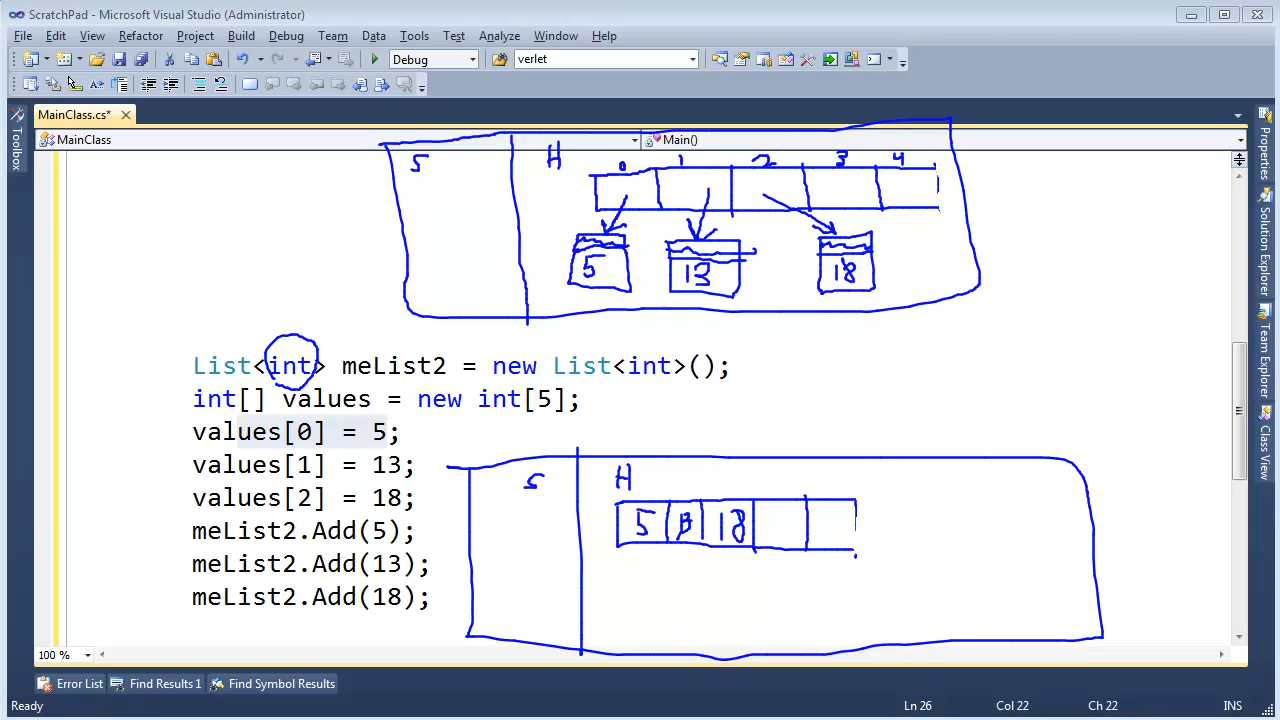 ScratchPad - Microsoft Visual Studio (Administrator)
File Edit View Refactor Project Build Debug Team Data Tools Test Analyze Window Help
Debug verlet
MainClass.cs*
MainClass Main()
Toolbox
Properties
Solution Explorer
Team Explorer
Class View
S H
0 1 2 3 4
5 13 18
List<int> meList2 = new List<int>();
int[] values = new int[5];
values[0] = 5;
values[1] = 13;
values[2] = 18;
meList2.Add(5);
meList2.Add(13);
meList2.Add(18);
S H
5 13 18
100 %
Error List Find Results 1 Find Symbol Results
Ready Ln 26 Col 22 Ch 22 INS